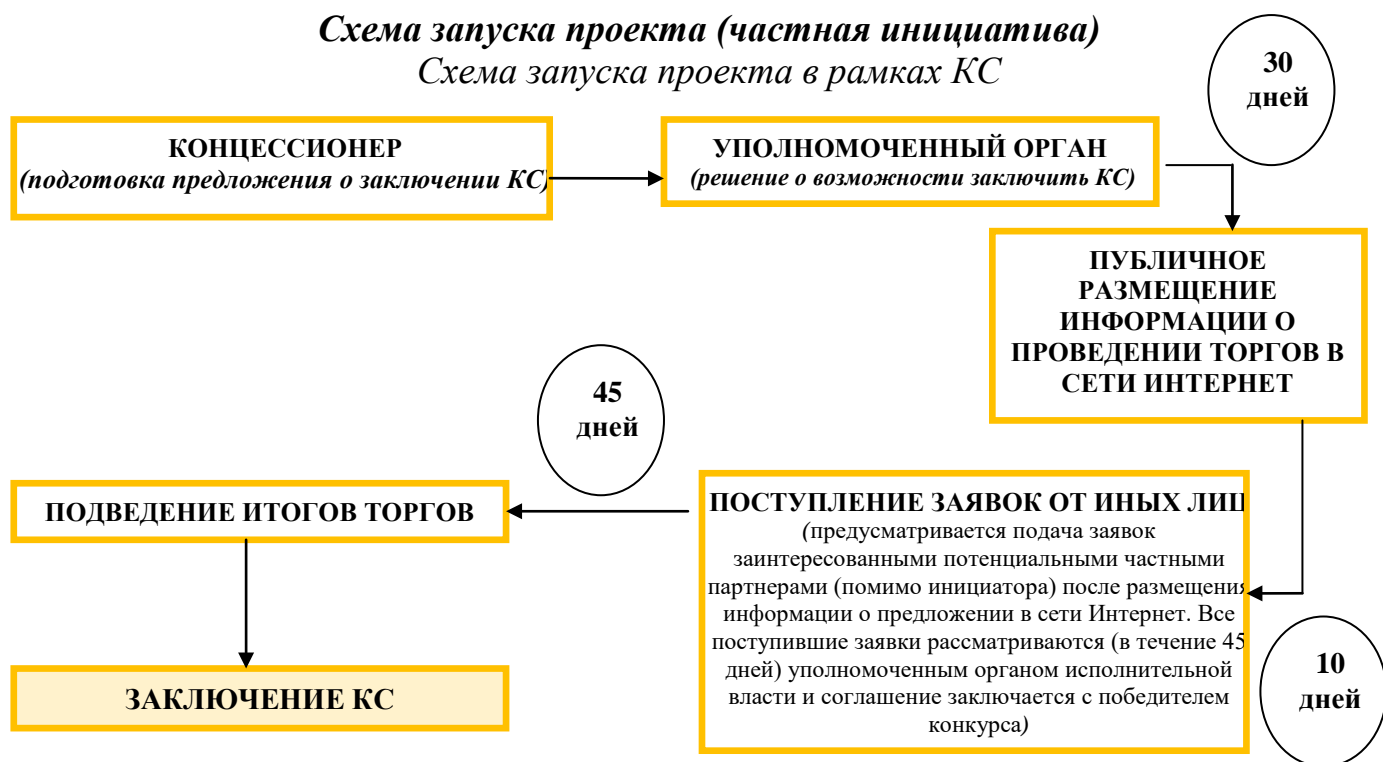 Схема запуска проекта (частная инициатива)
Схема запуска проекта в рамках КС
30
дней
КОНЦЕССИОНЕР
(подготовка предложения о заключении КС)
УПОЛНОМОЧЕННЫЙ ОРГАН
(решение о возможности заключить КС)
ПУБЛИЧНОЕ
РАЗМЕЩЕНИЕ
ИНФОРМАЦИИ О
ПРОВЕДЕНИИ ТОРГОВ В
СЕТИ ИНТЕРНЕТ
45
дней
ПОСТУПЛЕНИЕ ЗАЯВОК ОТ ИНЫХ ЛИЦ
(предусматривается подача заявок
заинтересованными потенциальными частными
партнерами (помимо инициатора) после размещения
информации о предложении в сети Интернет. Все
поступившие заявки рассматриваются (в течение 45
дней) уполномоченным органом исполнительной
власти и соглашение заключается с победителем
конкурса)
10
дней
ПОДВЕДЕНИЕ ИТОГОВ ТОРГОВ
ЗАКЛЮЧЕНИЕ КС